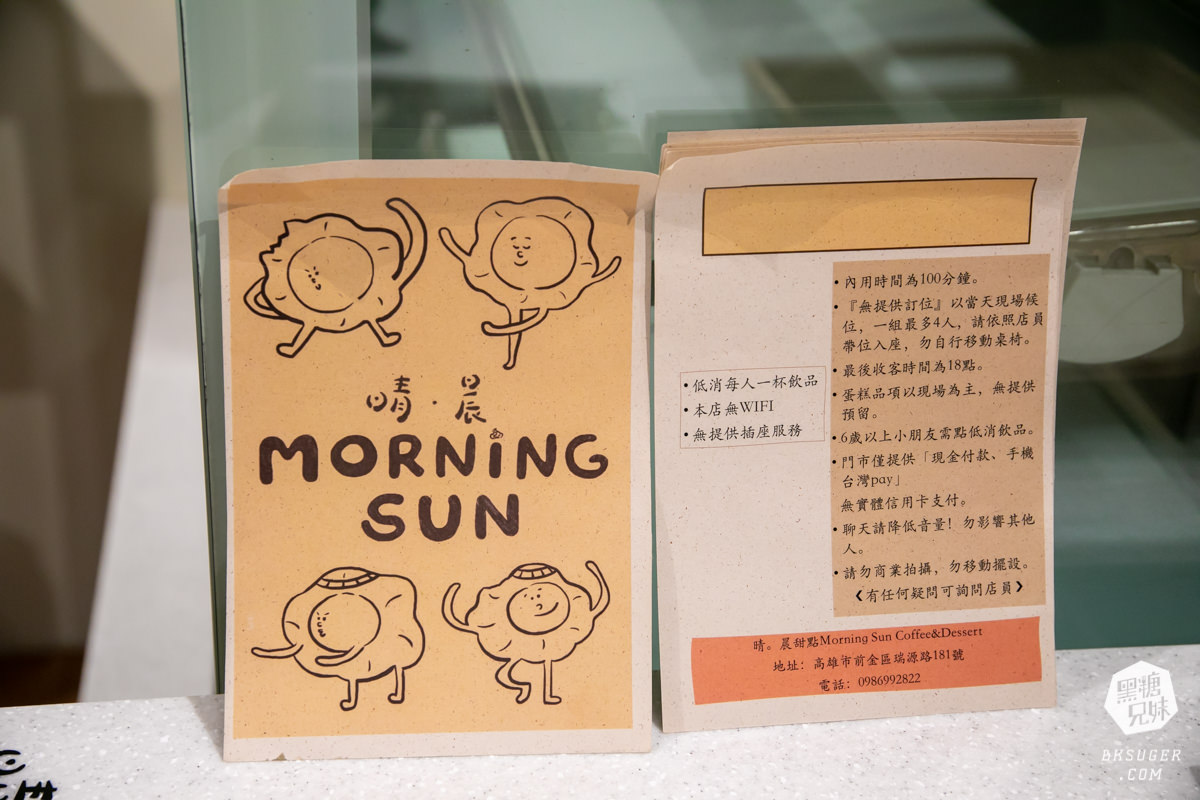 晴·晨
MORNING
SUN
•低消每人一杯飲品
•本店無WIFI
•無提供插座服務
•內用時間為100分鐘。
•『無提供訂位』以當天現場候
位，一組最多4人，請依照店員
帶位入座，勿自行移動桌椅。
•最後收客時間為18點。
•蛋糕品項以現場為主，無提供
預留。
•6歲以上小朋友需點低消飲品。
•門市僅提供「現金付款、手機
台灣pay」
無實體信用卡支付。
•聊天請降低音量！勿影響其他
人。
•請勿商業拍攝，勿移動擺設。
《有任何疑問可詢問店員》
晴。晨甜點Morning Sun Coffee&Dessert
地址：高雄市前金區瑞源路181號
電話：0986992822
黑糖
兄妹
BKSUGER
.COM